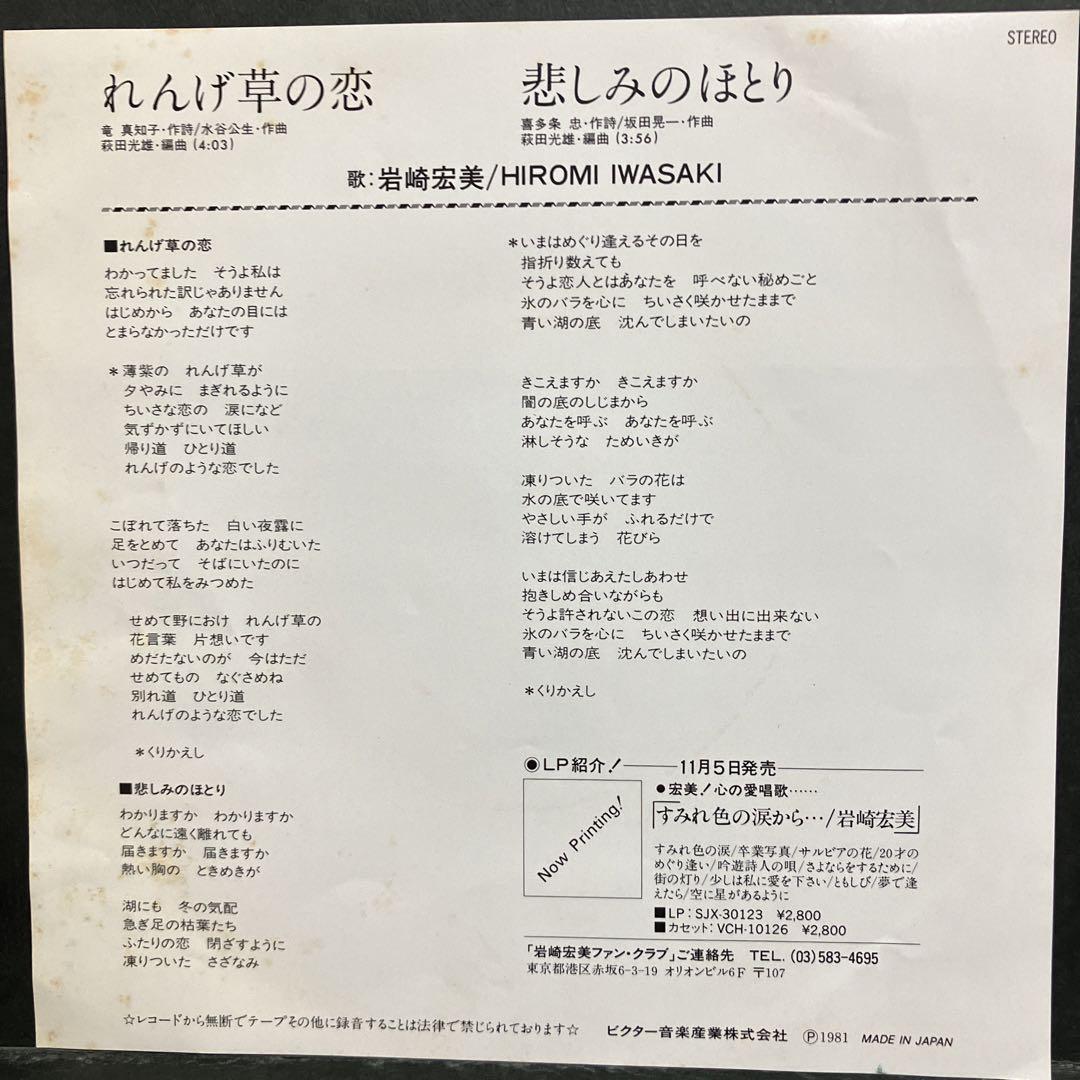 STEREO
れんげ草の恋
竜 真知子・作詩/水谷公生・作曲
萩田光雄・編曲 (4:03)
悲しみのほとり
喜多条 忠・作詩/坂田晃一・作曲
萩田光雄・編曲 (3:56)
歌: 岩崎宏美/HIROMI IWASAKI
■れんげ草の恋
わかってました そうよ私は
忘れられた訳じゃありません
はじめから あなたの目には
とまらなかっただけです
*薄紫の れんげ草が
夕やみに まぎれるように
ちいさな恋の 涙になど
気ずかずにいてほしい
帰り道 ひとり道
れんげのような恋でした
こぼれて落ちた 白い夜露に
足をとめて あなたはふりむいた
いつだって そばにいたのに
はじめて私をみつめた
せめて野におけ れんげ草の
花言葉 片想いです
めだたないのが 今はただ
せめてもの なぐさめね
別れ道 ひとり道
れんげのような恋でした
*くりかえし
■悲しみのほとり
わかりますか わかりますか
どんなに遠く離れても
届きますか 届きますか
熱い胸の ときめきが
湖にも 冬の気配
急ぎ足の枯葉たち
ふたりの恋 閉ざすように
凍りついた さざなみ
*いまはめぐり逢えるその日を
指折り数えても
そうよ恋人とはあなたを 呼べない秘めごと
氷のバラを心に ちいさく咲かせたままで
青い湖の底 沈んでしまいたいの
きこえますか きこえますか
闇の底のしじまから
あなたを呼ぶ あなたを呼ぶ
淋しそうな ためいきが
凍りついた バラの花は
水の底で咲いてます
やさしい手が ふれるだけで
溶けてしまう 花びら
いまは信じあえたしあわせ
抱きしめ合いながらも
そうよ許されないこの恋 想い出に出来ない
氷のバラを心に ちいさく咲かせたままで
青い湖の底 沈んでしまいたいの
*くりかえし
◉LP紹介!――11月5日発売――
Now Printing!
●宏美!心の愛唱歌……
「すみれ色の涙から…/岩崎宏美」
すみれ色の涙/卒業写真/サルビアの花/20才の
めぐり逢い/吟遊詩人の唄/さよならをするために/
街の灯り/少しは私に愛を下さい/ともしび/夢で逢
えたら/空に星があるように
■LP: SJX-30123 ¥2,800
■カセット: VCH-10126 ¥2,800
「岩崎宏美ファン・クラブ」ご連絡先 TEL. (03)583-4695
東京都港区赤坂6-3-19 オリオンビル6F 〒107
☆レコードから無断でテープその他に録音することは法律で禁じられております☆
ビクター音楽産業株式会社 Ⓟ1981 MADE IN JAPAN